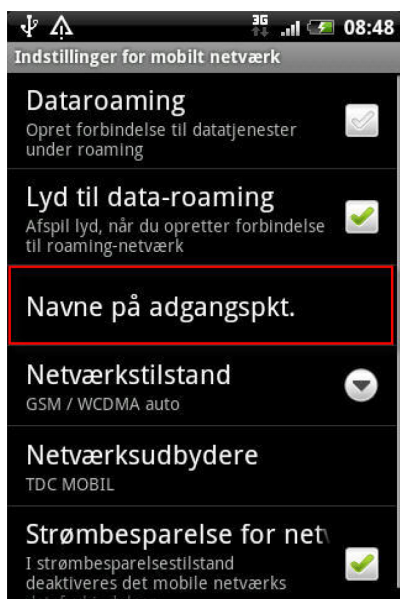 3G 08:48
Indstillinger for mobilt netværk
Dataroaming
Opret forbindelse til datatjenester
under roaming
Lyd til data-roaming
Afspil lyd, når du opretter forbindelse
til roaming-netværk
Navne på adgangspkt.
Netværkstilstand
GSM / WCDMA auto
Netværksudbydere
TDC MOBIL
Strømbesparelse for net
I strømbesparelsestilstand
deaktiveres det mobile netværks